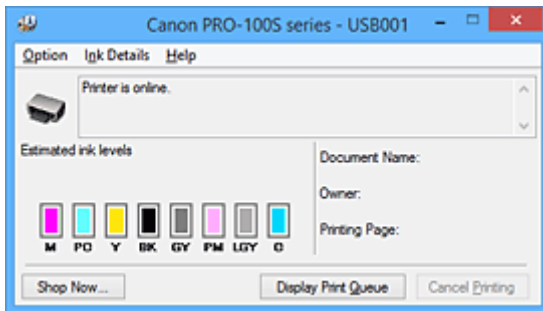 Canon PRO-100S series - USB001
Option Ink Details Help
Printer is online.
Estimated ink levels
Document Name:
Owner:
Printing Page:
M PC Y BK GY PM LGY C
Shop Now... Display Print Queue Cancel Printing